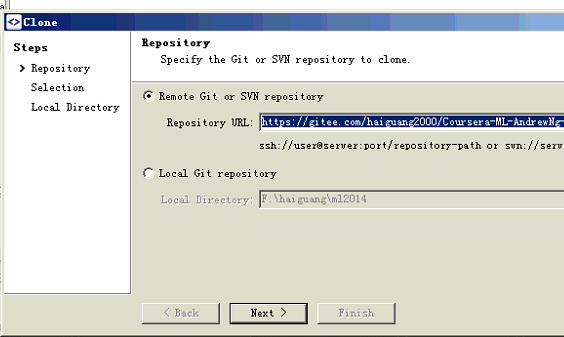 Clone
Steps
Repository
Selection
Local Directory
Repository
Specify the Git or SVN repository to clone.
Remote Git or SVN repository
Repository URL: https://gitee.com/haiguang2000/Coursera-ML-AndrewNg-
ssh://user@server:port/repository-path or svn://serv
Local Git repository
Local Directory: F:\haiguang\ml2014
< Back
Next >
Finish